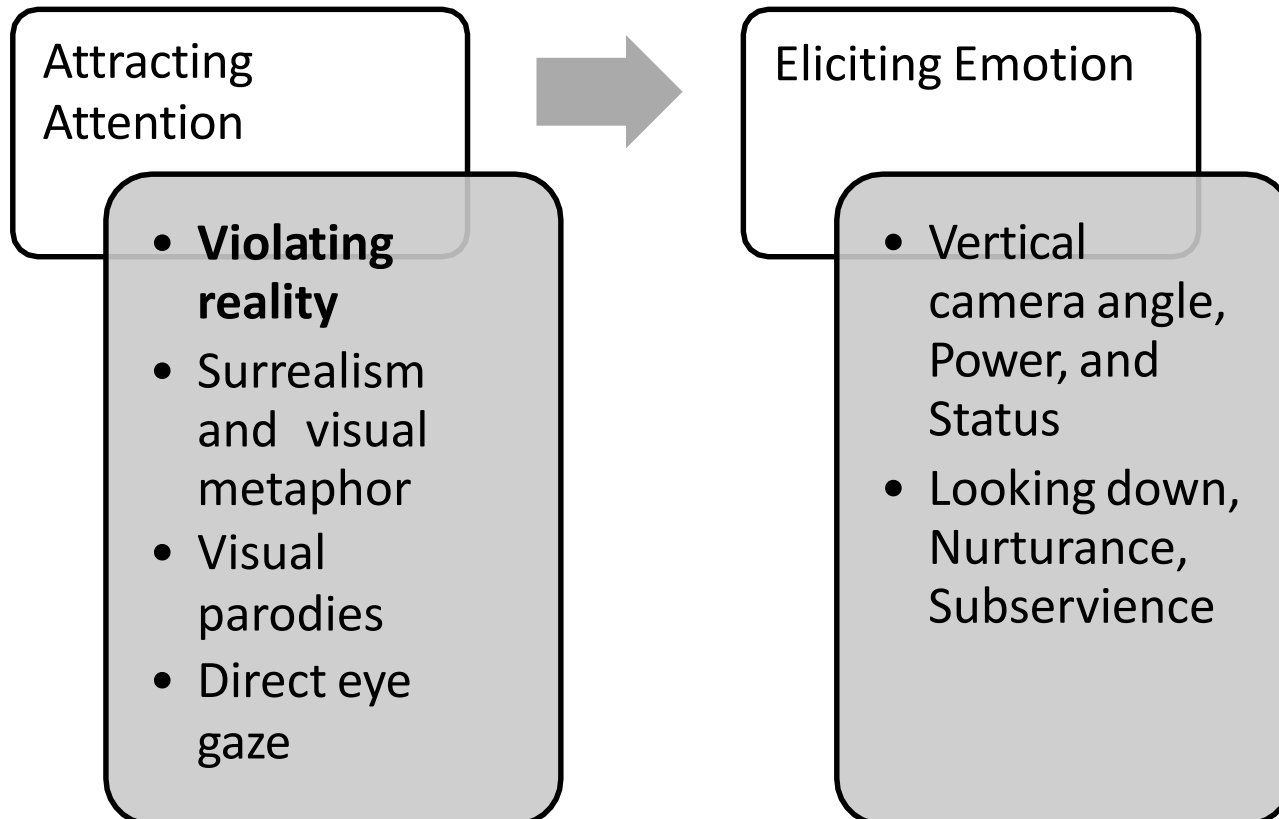 Attracting
Attention
• Violating
reality
• Surrealism
and visual
metaphor
• Visual
parodies
• Direct eye
gaze
Eliciting Emotion
• Vertical
camera angle,
Power, and
Status
• Looking down,
Nurturance,
Subservience